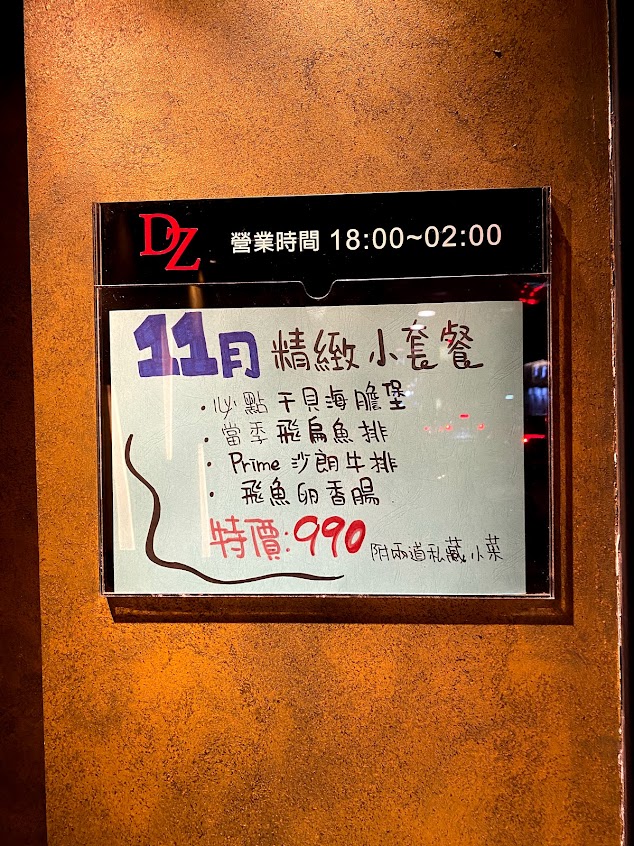 DZ 營業時間 18:00~02:00
11月 精緻小套餐
· 必點 干貝海膽堡
· 當季飛扁魚排
· Prime 沙朗牛排
· 飛魚卵香腸
特價:990 附兩道私藏小菜